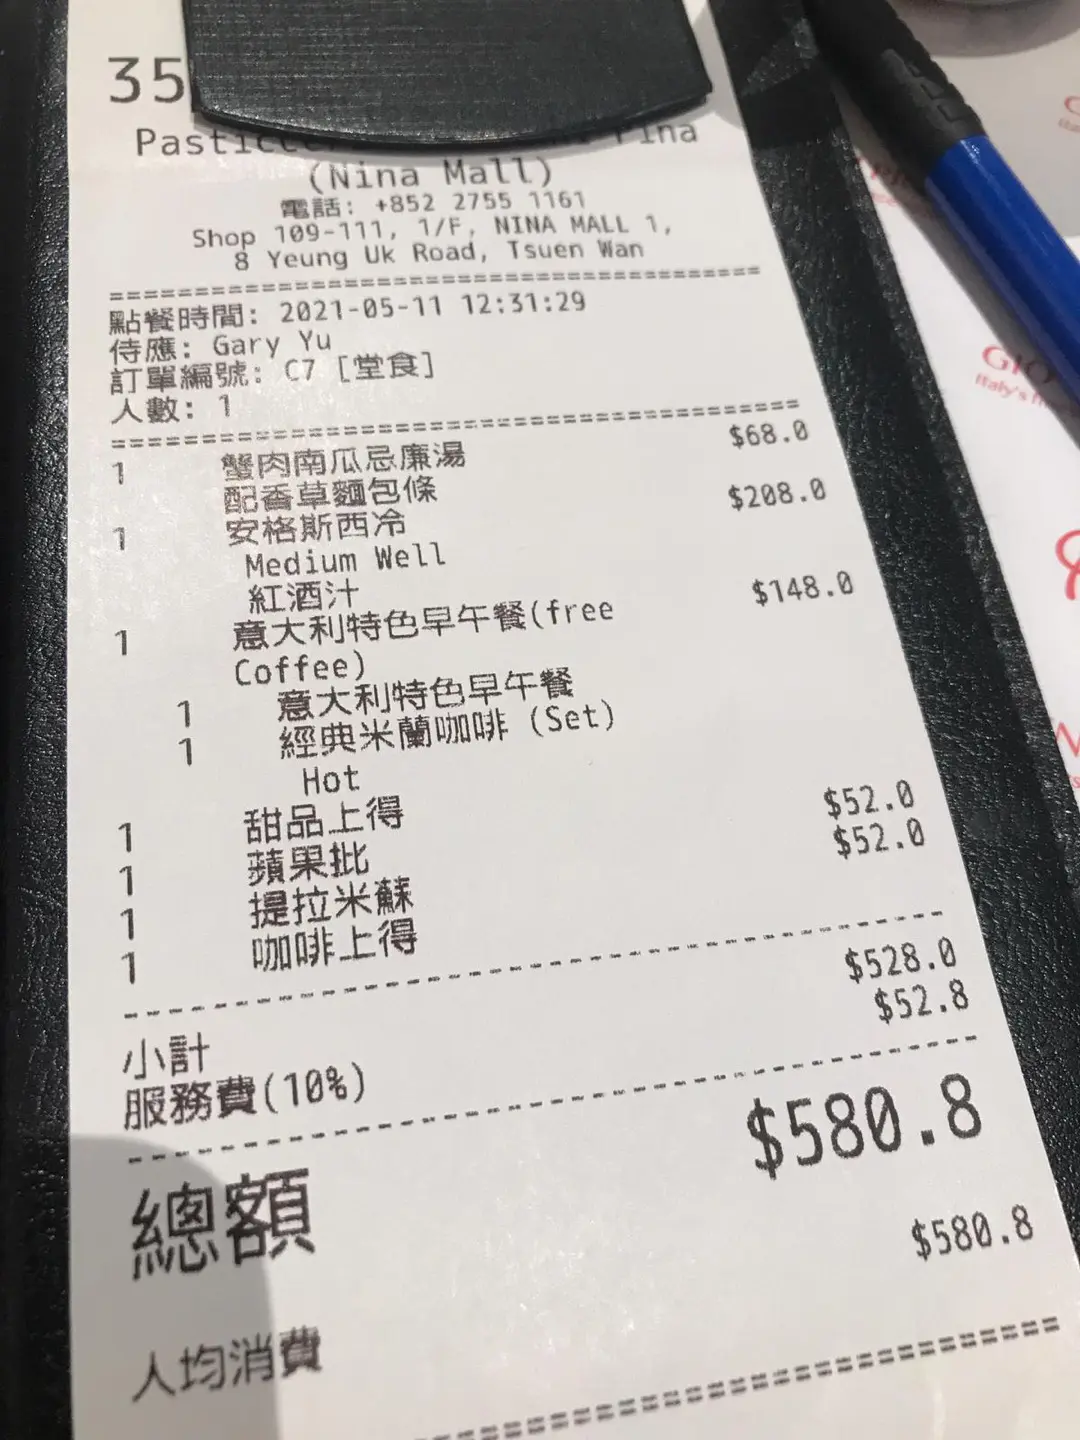 35
(Nina Mall)
電話: +852 2755 1161
Shop 109-111, 1/F, NINA MALL 1,
8 Yeung Uk Road, Tsuen Wan
點餐時間: 2021-05-11 12:31:29
侍應: Gary Yu
訂單編號: C7 [堂食]
人數: 1
1 蟹肉南瓜忌廉湯 $68.0
配香草麵包條
1 安格斯西冷 $208.0
Medium Well
紅酒汁
1 意大利特色早午餐(free $148.0
Coffee)
1 意大利特色早午餐
1 經典米蘭咖啡 (Set)
Hot
1 甜品上得
1 蘋果批 $52.0
1 提拉米蘇 $52.0
1 咖啡上得
小計 $528.0
服務費(10%) $52.8
總額 $580.8
人均消費 $580.8